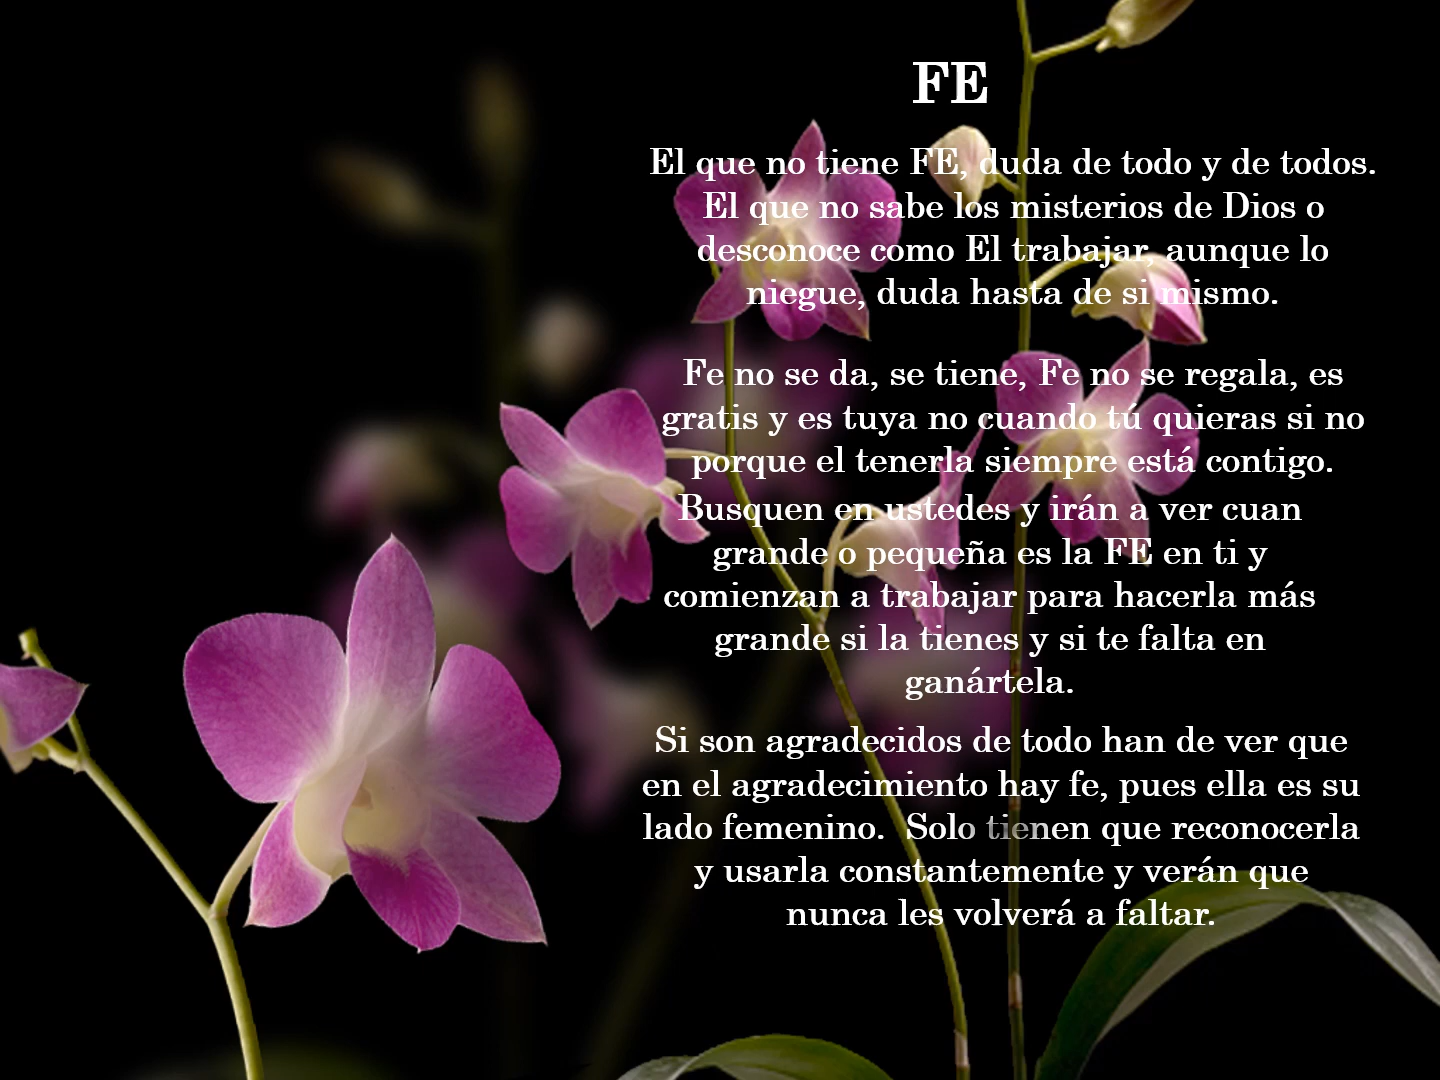 FE
El que no tiene FE, duda de todo y de todos.
El que no sabe los misterios de Dios o
desconoce como El trabajar, aunque lo
niegue, duda hasta de si mismo.
Fe no se da, se tiene, Fe no se regala, es
gratis y es tuya no cuando tú quieras si no
porque el tenerla siempre está contigo.
Busquen en ustedes y irán a ver cuan
grande o pequeña es la FE en ti y
comienzan a trabajar para hacerla más
grande si la tienes y si te falta en
ganártela.
Si son agradecidos de todo han de ver que
en el agradecimiento hay fe, pues ella es su
lado femenino.  Solo tienen que reconocerla
y usarla constantemente y verán que
nunca les volverá a faltar.